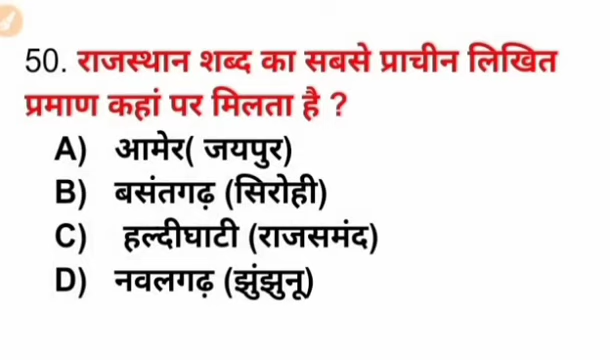 50. राजस्थान शब्द का सबसे प्राचीन लिखित
प्रमाण कहां पर मिलता है ?
A) आमेर( जयपुर)
B) बसंतगढ़ (सिरोही)
C) हल्दीघाटी (राजसमंद)
D) नवलगढ़ (झुंझुनू)